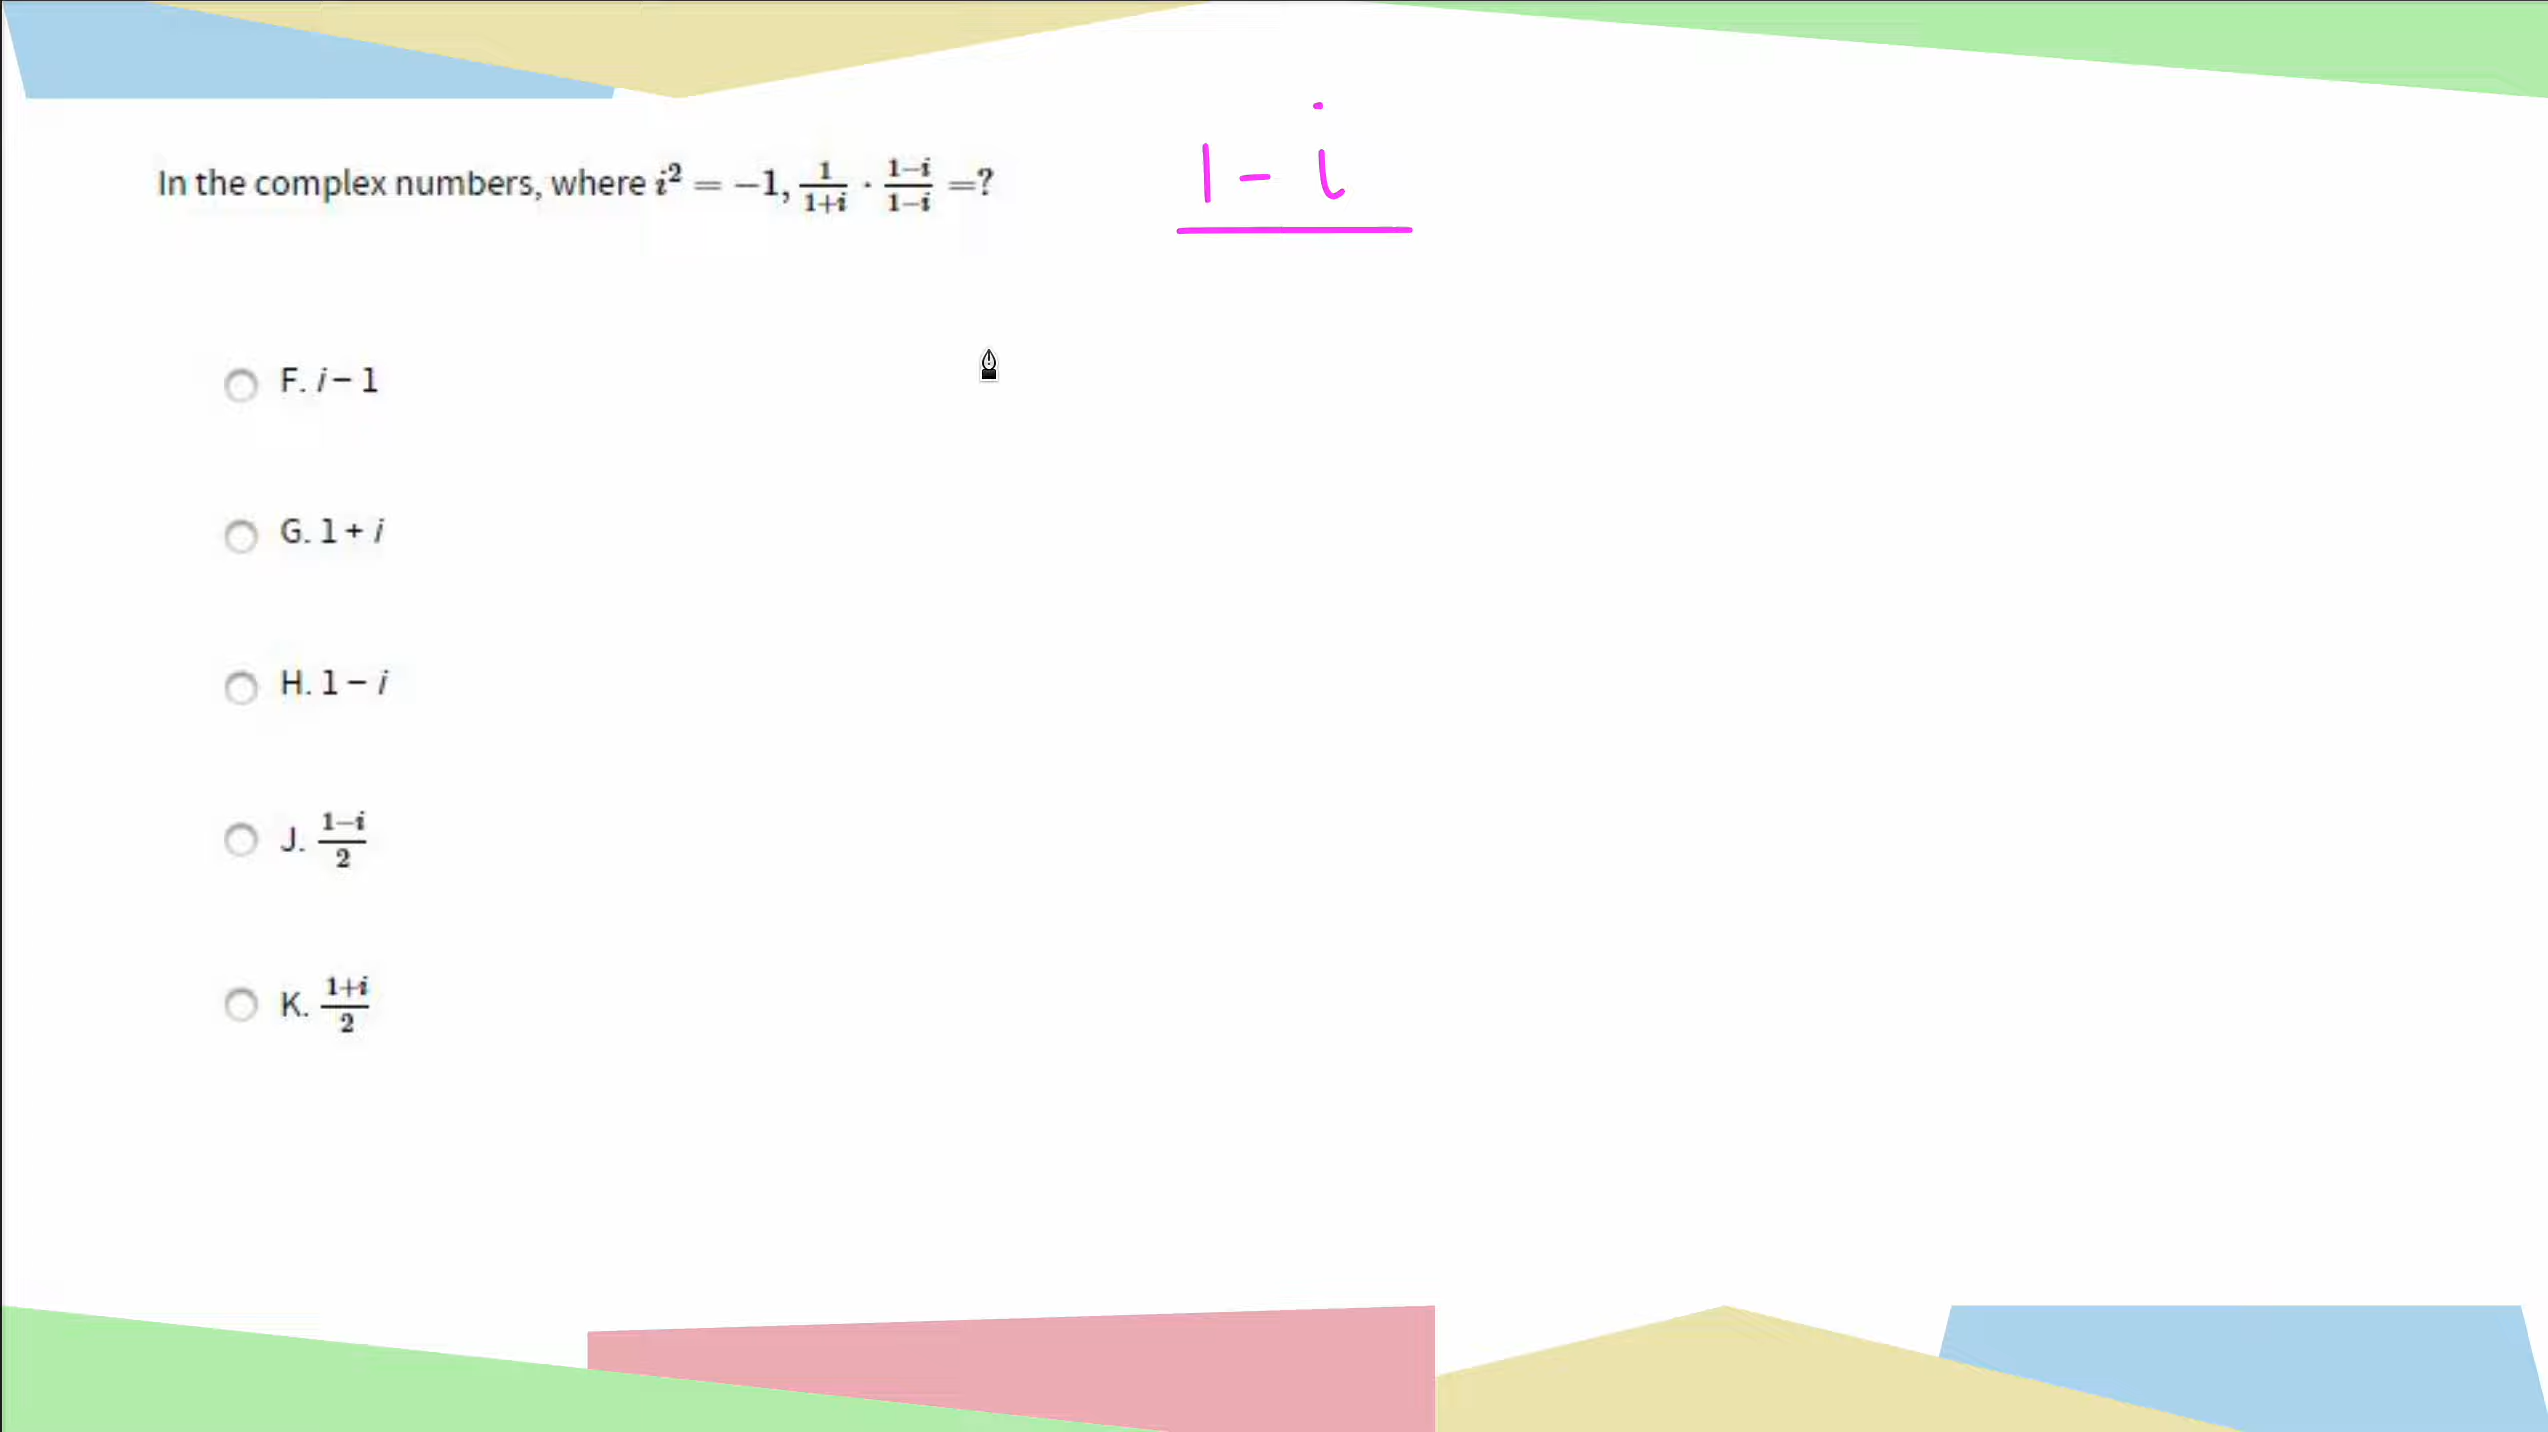 In the complex numbers, where i² = −1, 1/1+i · 1−i/1−i =?
1 - i
F. i − 1
G. 1 + i
H. 1 − i
J. 1−i/2
K. 1+i/2